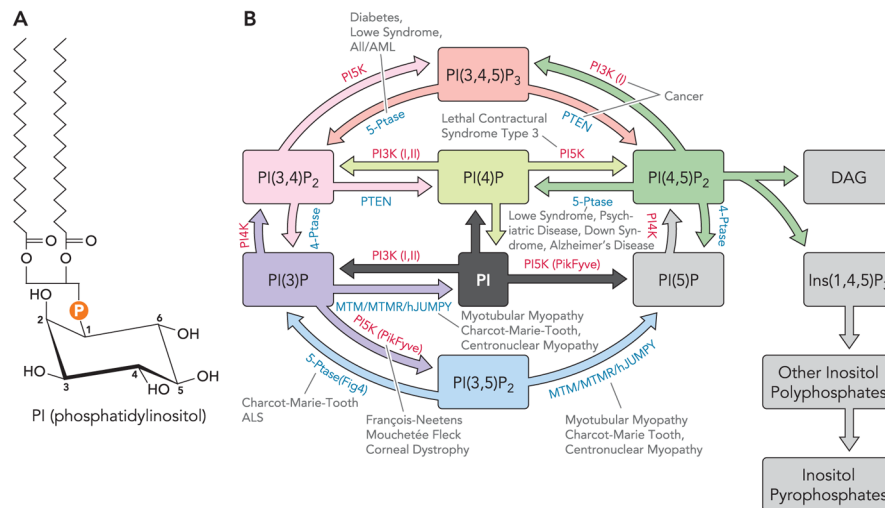 A
O
O
O
O
P
HO
HO
HO
OH
OH
1
2
3
4
5
6
PI (phosphatidylinositol)
B
Diabetes,
Lowe Syndrome,
All/AML
PI5K
PI(3,4,5)P3
PI3K (I)
Cancer
5-Ptase
PTEN
Lethal Contractural
Syndrome Type 3
PI(3,4)P2
PI3K (I,II)
PI(4)P
PI5K
PI(4,5)P2
DAG
PTEN
5-Ptase
Lowe Syndrome, Psych-
iatric Disease, Down Syn-
drome, Alzheimer's Disease
PI4K
4-Ptase
PI4K
4-Ptase
PI(3)P
PI3K (I,II)
PI
PI5K (PikFyve)
PI(5)P
Ins(1,4,5)P
MTM/MTMR/hJUMPY
Myotubular Myopathy
Charcot-Marie-Tooth,
Centronuclear Myopathy
PI5K (PikFyve)
5-Ptase(Fig4)
PI(3,5)P2
MTM/MTMR/hJUMPY
Charcot-Marie-Tooth
ALS
François-Neetens
Mouchetée Fleck
Corneal Dystrophy
Myotubular Myopathy
Charcot-Marie Tooth,
Centronuclear Myopathy
Other Inositol
Polyphosphates
Inositol
Pyrophosphates